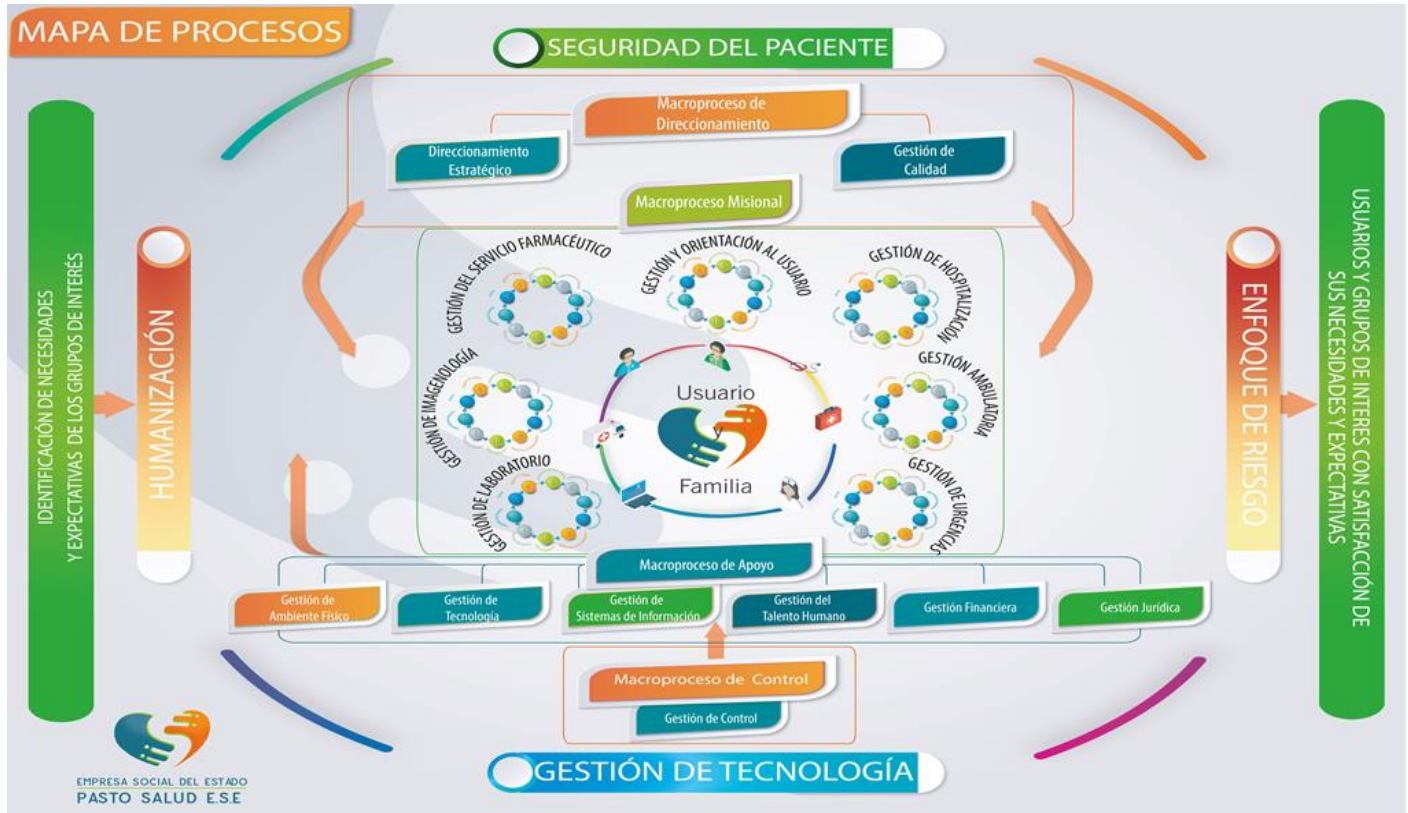 MAPA DE PROCESOS
SEGURIDAD DEL PACIENTE
Macroproceso de
Direccionamiento
Direccionamiento
Estratégico
Gestión de
Calidad
Macroproceso Misional
IDENTIFICACIÓN DE NECESIDADES
Y EXPECTATIVAS DE LOS GRUPOS DE INTERÉS
HUMANIZACIÓN
GESTIÓN DEL SERVICIO FARMACÉUTICO
GESTIÓN Y ORIENTACIÓN AL USUARIO
GESTIÓN DE HOSPITALIZACIÓN
GESTIÓN DE IMAGENOLOGÍA
GESTIÓN AMBULATORIA
GESTIÓN DE LABORATORIO
GESTIÓN DE URGENCIAS
Usuario
y
Familia
ENFOQUE DE RIESGO
USUARIOS Y GRUPOS DE INTERES CON SATISFACCIÓN DE
SUS NECESIDADES Y EXPECTATIVAS
Macroproceso de Apoyo
Gestión de
Ambiente Físico
Gestión de
Tecnología
Gestión de
Sistemas de Información
Gestión del
Talento Humano
Gestión Financiera
Gestión Jurídica
Macroproceso de Control
Gestión de Control
GESTIÓN DE TECNOLOGÍA
EMPRESA SOCIAL DEL ESTADO
PASTO SALUD E.S.E